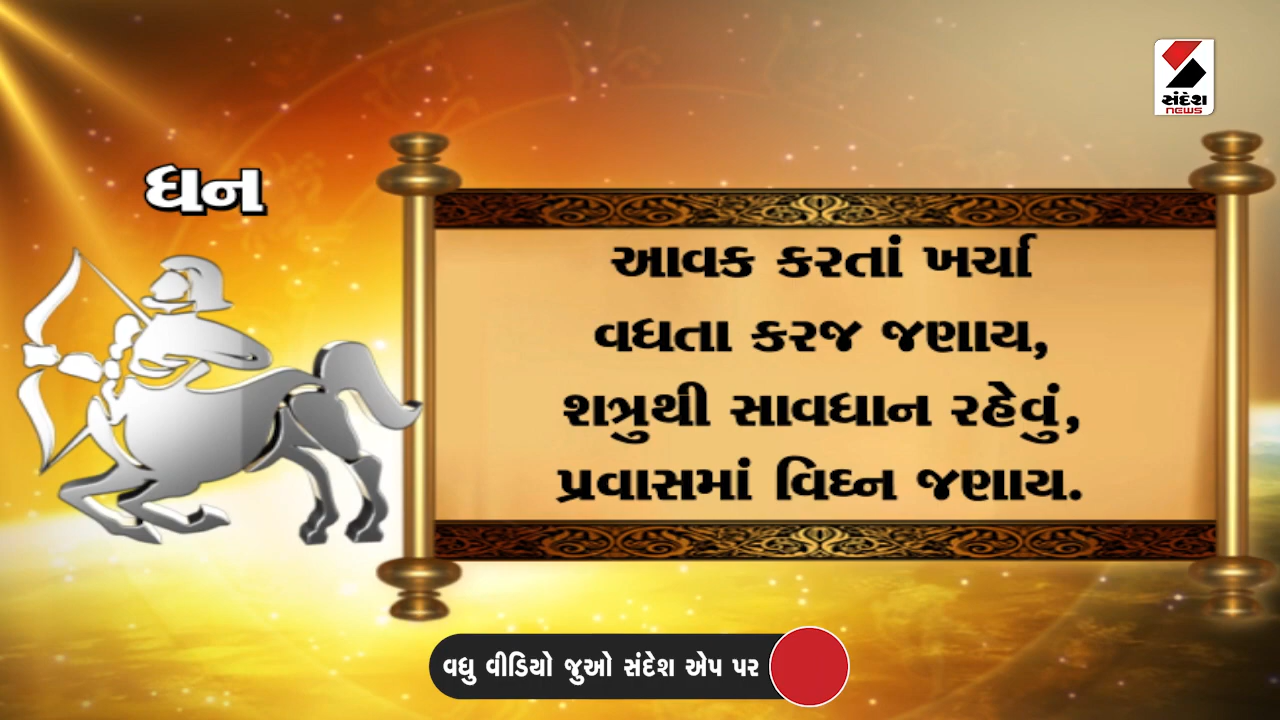 સંદેશ
NEWS
ધન
આવક કરતાં ખર્ચા
વધતા કરજ જણાય,
શત્રુથી સાવધાન રહેવું,
પ્રવાસમાં વિઘ્ન જણાય.
વધુ વીડિયો જુઓ સંદેશ એપ પર